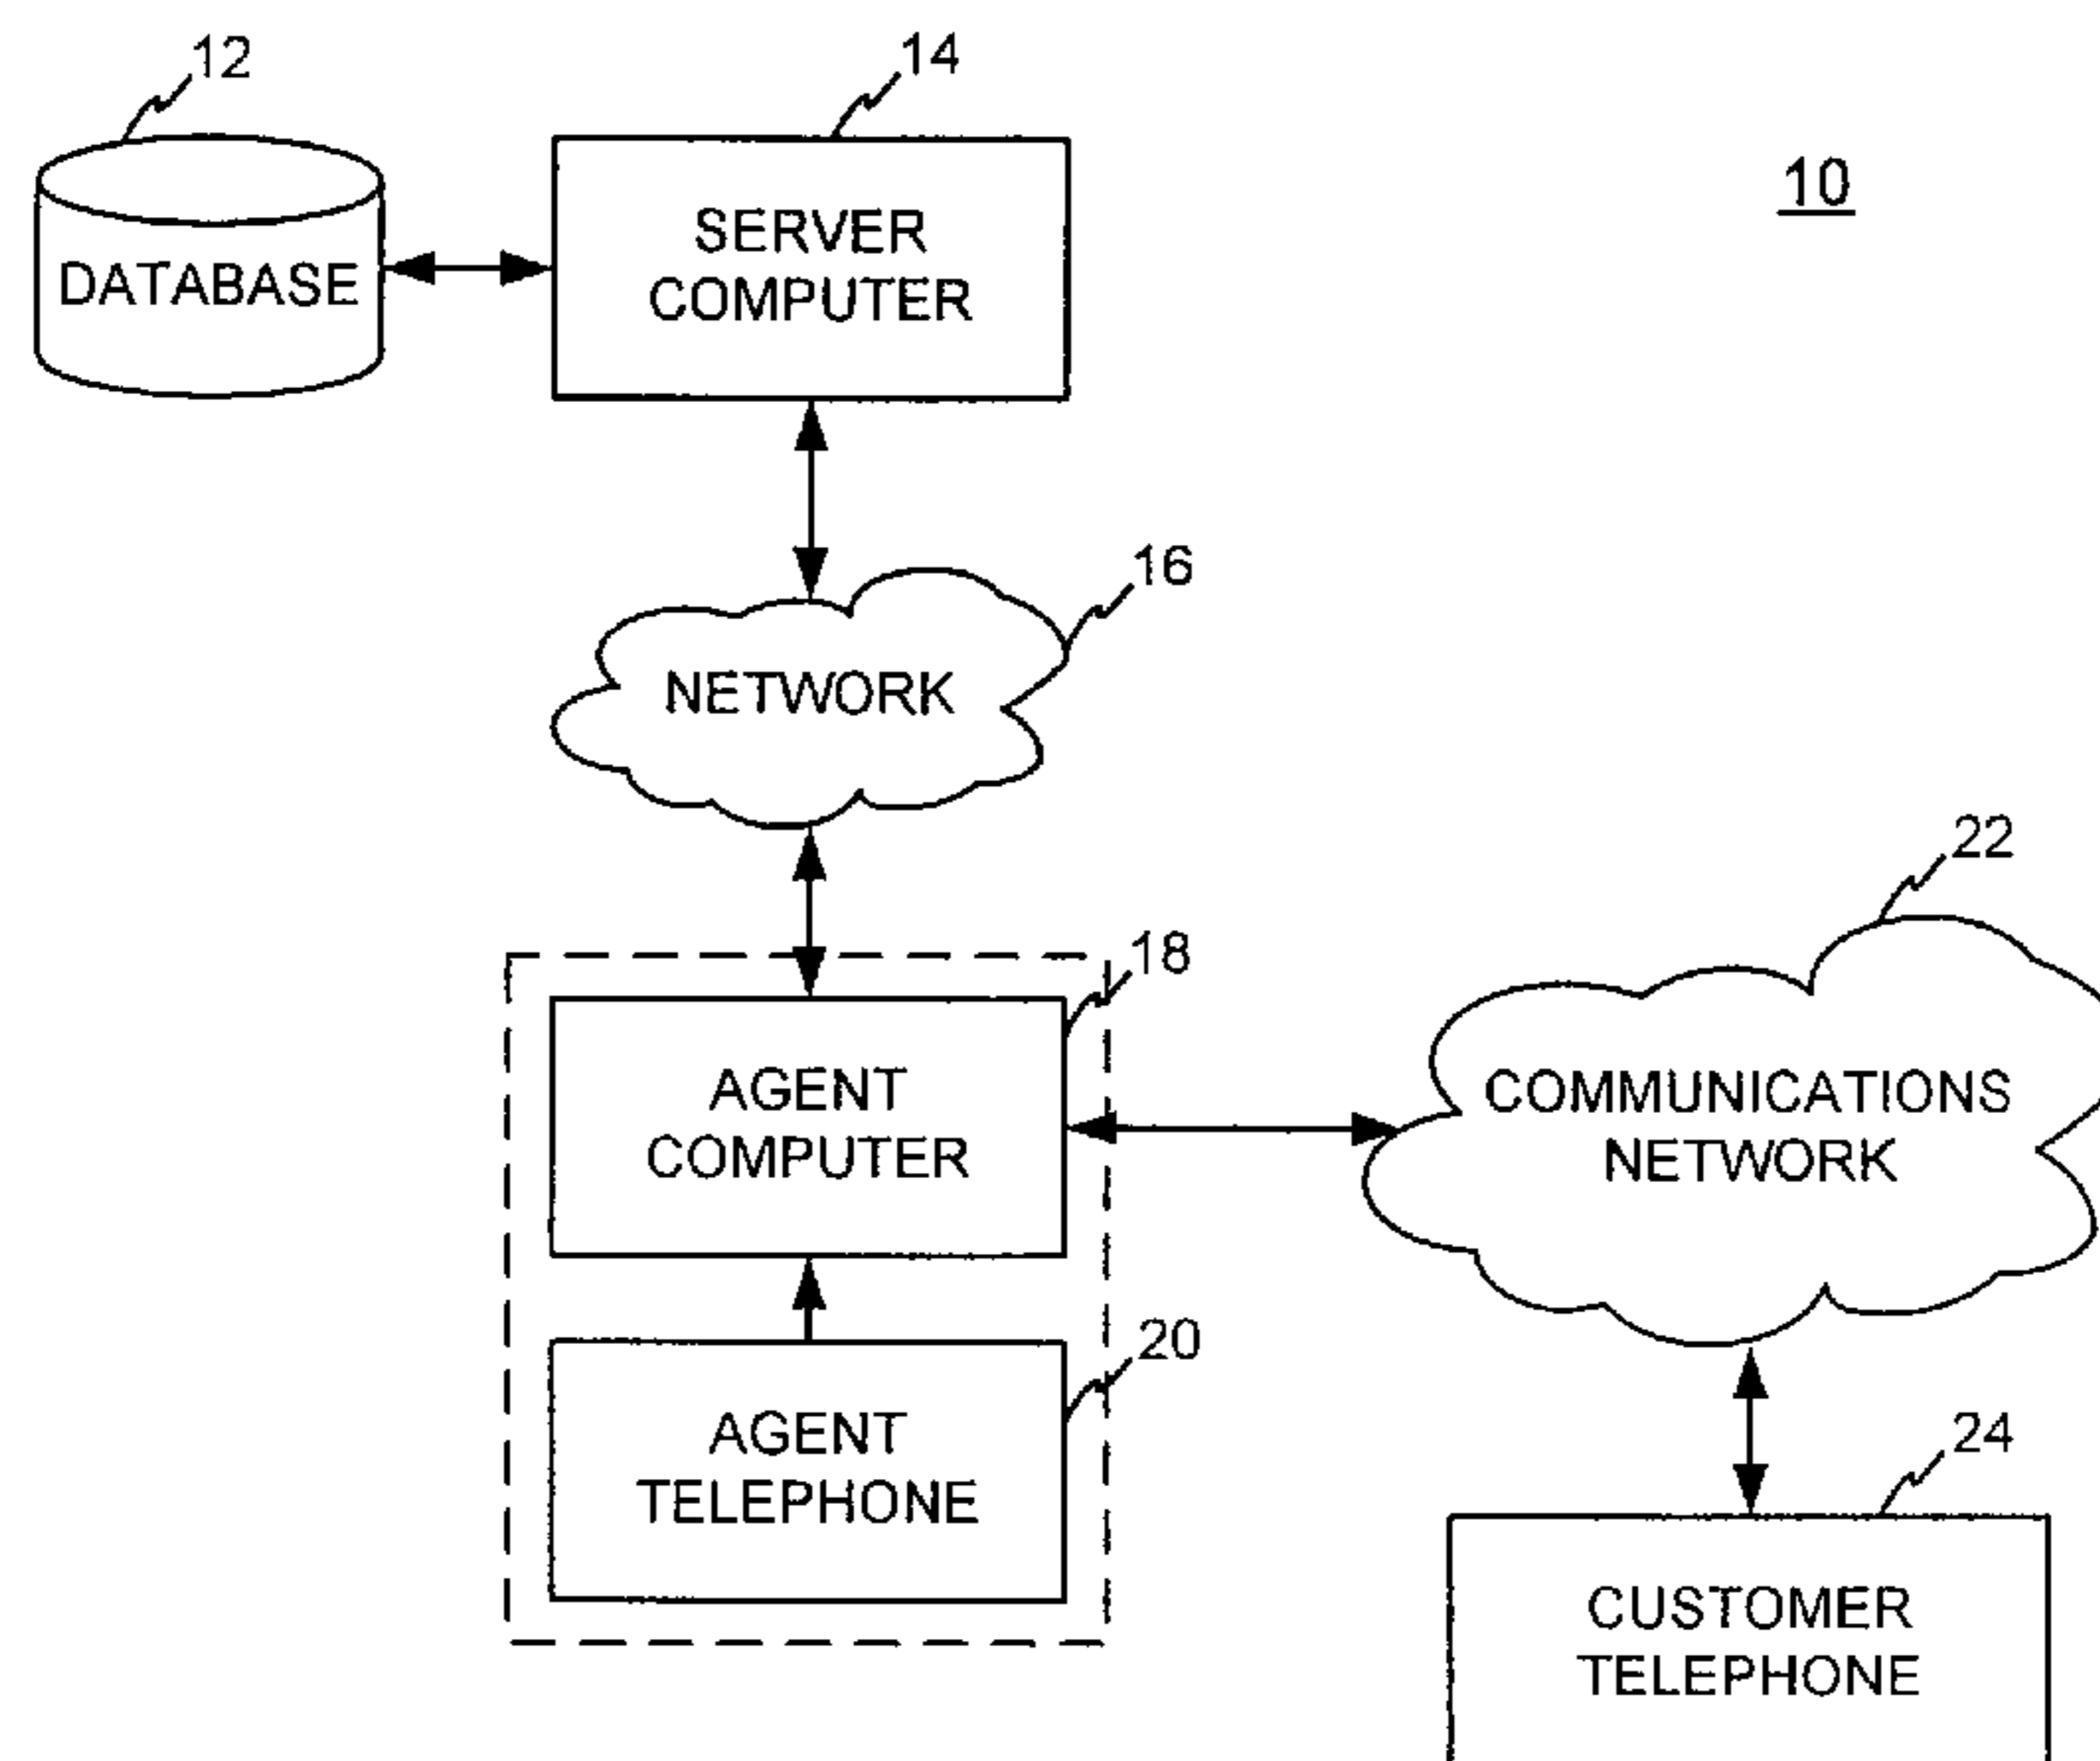 12
14
10
SERVER
COMPUTER
DATABASE
16
NETWORK
22
18
AGENT
COMPUTER
COMMUNICATIONS
NETWORK
20
AGENT
TELEPHONE
24
CUSTOMER
TELEPHONE